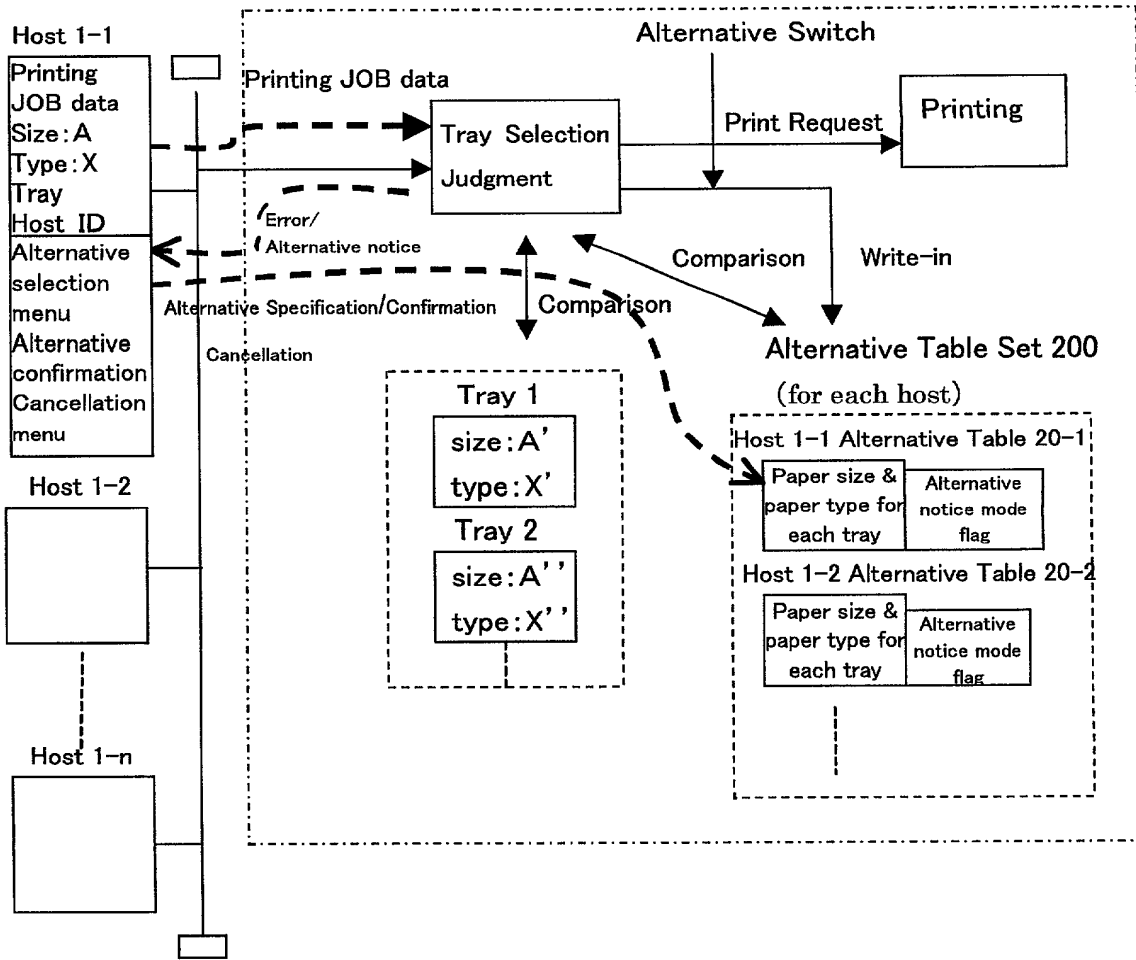 Host 1-1
Printing
JOB data
Size:A
Type:X
Tray
Host ID
Alternative
selection
menu
Alternative
confirmation
Cancellation
menu
Host 1-2
Host 1-n
Printing JOB data
Error/
Alternative notice
Alternative Specification/Confirmation
Cancellation
Tray Selection
Judgment
Alternative Switch
Print Request
Printing
Comparison
Comparison
Write-in
Tray 1
size:A'
type:X'
Tray 2
size:A''
type:X''
Alternative Table Set 200
(for each host)
Host 1-1 Alternative Table 20-1
Paper size &
paper type for
each tray
Alternative
notice mode
flag
Host 1-2 Alternative Table 20-2
Paper size &
paper type for
each tray
Alternative
notice mode
flag